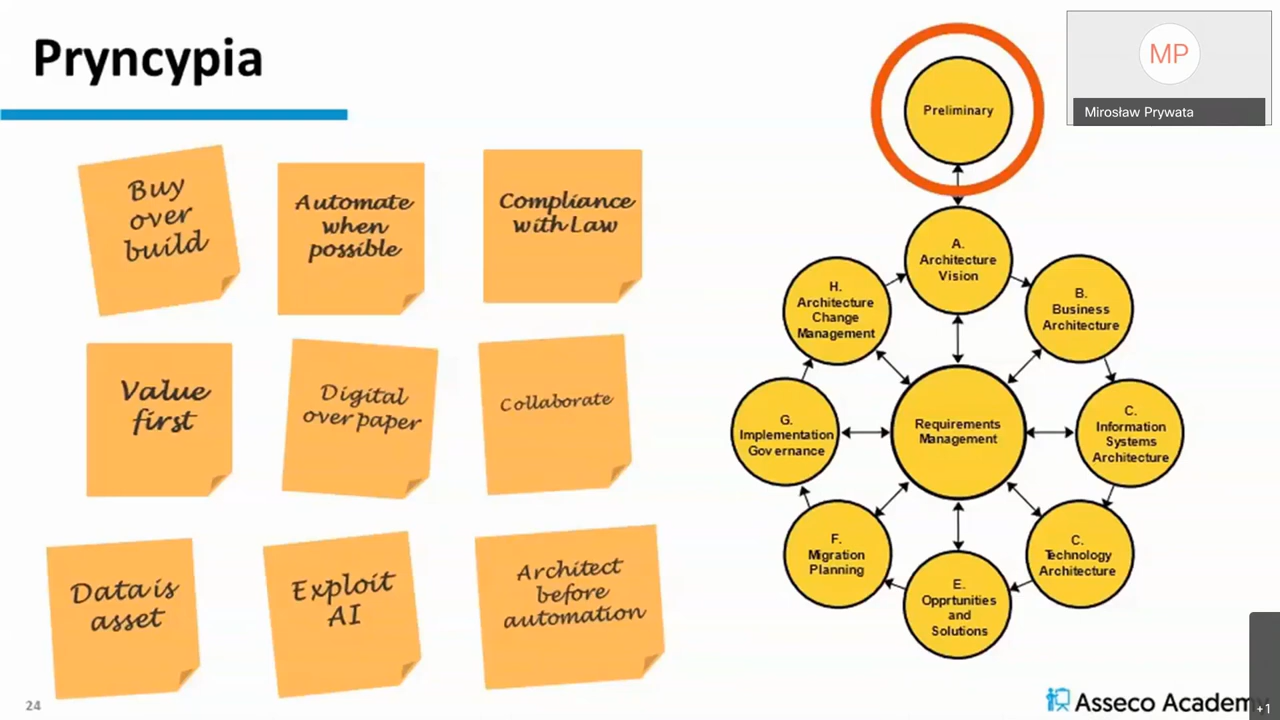 Pryncypia
Buy
over
build
Automate
when
possible
Compliance
with Law
Value
first
Digital
over paper
Collaborate
Data is
asset
Exploit
AI
Architect
before
automation
Preliminary
A.
Architecture
Vision
B.
Business
Architecture
C.
Information
Systems
Architecture
C.
Technology
Architecture
E.
Opprtunities
and
Solutions
F.
Migration
Planning
G.
Implementation
Governance
H.
Architecture
Change
Management
Requirements
Management
MP
Mirosław Prywata
24
Asseco Academy
+1